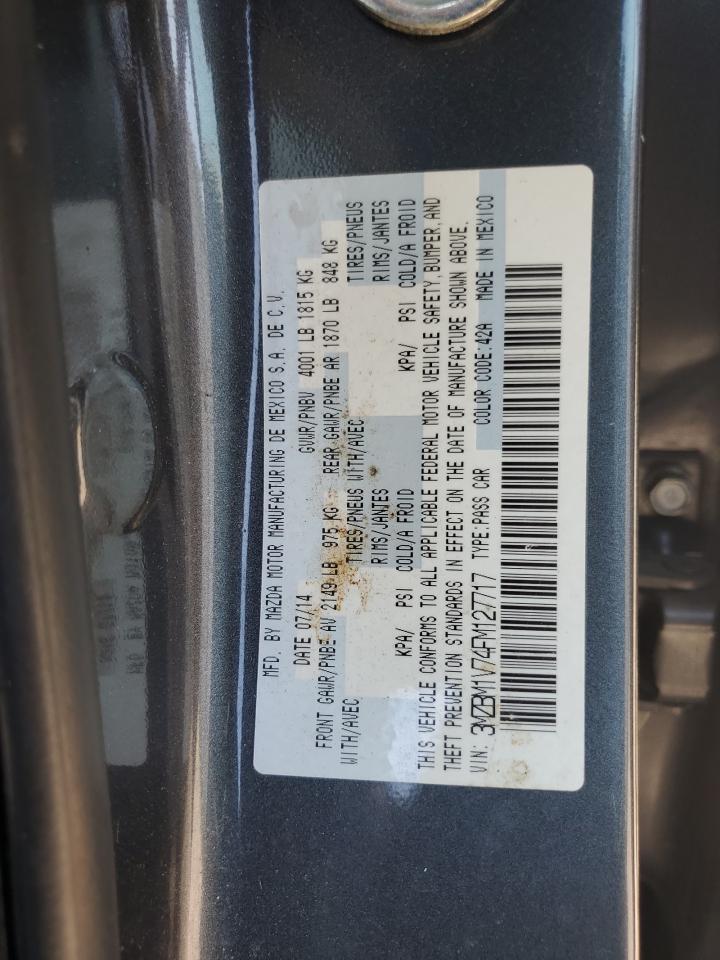 MFD. BY MAZDA MOTOR MANUFACTURING DE MEXICO S.A. DE C.V.
DATE 07/14 GVWR/PNBV 4001 LB 1815 KG
FRONT GAWR/PNBE AV 2149 LB 975 KG REAR GAWR/PNBE AR 1870 LB 848 KG
WITH/AVEC TIRES/PNEUS WITH/AVEC TIRES/PNEUS
RIMS/JANTES RIMS/JANTES
KPA/ PSI COLD/A FROID KPA/ PSI COLD/A FROID
THIS VEHICLE CONFORMS TO ALL APPLICABLE FEDERAL MOTOR VEHICLE SAFETY, BUMPER, AND
THEFT PREVENTION STANDARDS IN EFFECT ON THE DATE OF MANUFACTURE SHOWN ABOVE.
VIN: 3MZBM1V74FM127717 TYPE:PASS CAR COLOR CODE:42A MADE IN MEXICO